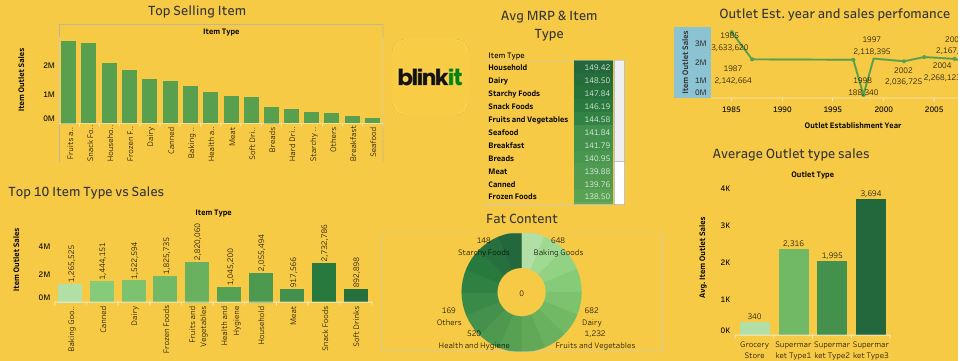 Top Selling Item
Item Type
Item Outlet Sales
2M
1M
0M
Fruits a..
Snack Fo..
Househo..
Frozen F..
Dairy
Canned
Baking ..
Health a..
Meat
Soft Dri..
Breads
Hard Dri..
Starchy ..
Others
Breakfast
Seafood
blinkit
Avg MRP & Item
Type
Item Type
Household 149.42
Dairy 148.50
Starchy Foods 147.84
Snack Foods 146.19
Fruits and Vegetables 144.58
Seafood 141.84
Breakfast 141.79
Breads 140.95
Meat 139.88
Canned 139.76
Frozen Foods 138.50
Outlet Est. year and sales perfomance
Item Outlet Sales
3M
2M
1M
0M
1985
3,633,620
1987
2,142,664
1997
2,118,395
1998
188,340
2002
2,036,725
2004
2,268,12
200
2,167,
1985
1990
1995
2000
2005
Outlet Establishment Year
Top 10 Item Type vs Sales
Item Type
Item Outlet Sales
4M
2M
0M
1,265,525
1,444,151
1,522,594
1,825,735
2,820,060
1,045,200
2,055,494
917,566
2,732,786
892,898
Baking Goo..
Canned
Dairy
Frozen Foods
Fruits and
Vegetables
Health and
Hygiene
Household
Meat
Snack Foods
Soft Drinks
Fat Content
148
Starchy Foods
648
Baking Goods
0
169
Others
682
Dairy
520
Health and Hygiene
1,232
Fruits and Vegetables
Average Outlet type sales
Outlet Type
Avg. Item Outlet Sales
4K
3K
2K
1K
0K
340
2,316
1,995
3,694
Grocery
Store
Supermar
ket Type1
Supermar
ket Type2
Supermar
ket Type3